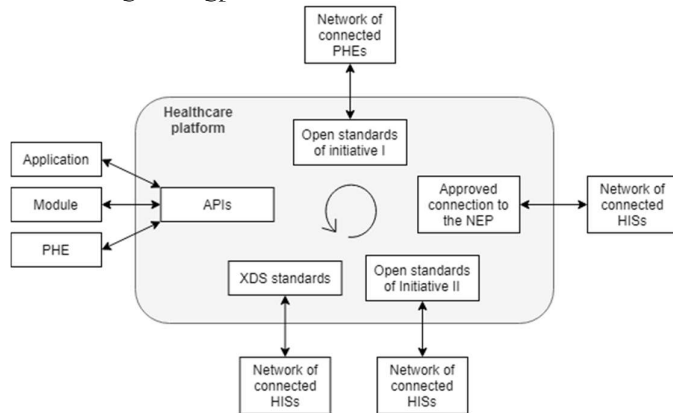 Network of
connected
PHEs
Healthcare
platform
Open standards
of initiative I
Application
Module
PHE
APIs
Approved
connection to
the NEP
Network of
connected
HISs
XDS standards
Open standards
of Initiative II
Network of
connected
HISs
Network of
connected
HISs